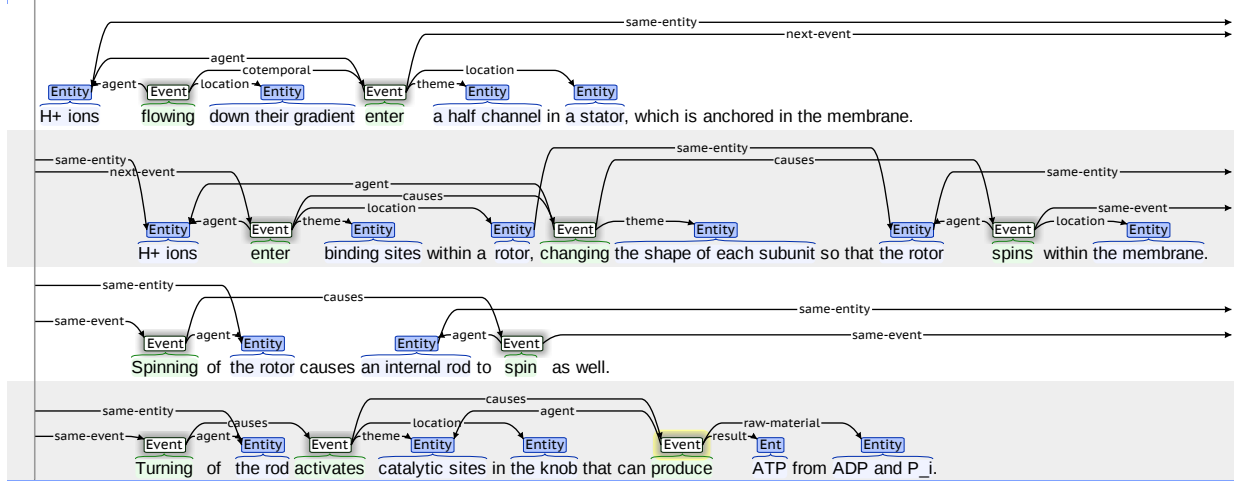 same-entity
next-event
agent
cotemporal
agent location location theme
Entity Event Entity Event Entity Entity
H+ ions flowing down their gradient enter a half channel in a stator, which is anchored in the membrane.
same-entity
same-entity causes
next-event same-entity
agent
causes
location same-event
agent theme theme agent location
Entity Event Entity Entity Event Entity Entity Event Entity
H+ ions enter binding sites within a rotor, changing the shape of each subunit so that the rotor spins within the membrane.
same-entity
causes
same-entity
same-event agent agent same-event
Event Entity Entity Event
Spinning of the rotor causes an internal rod to spin as well.
causes
same-entity agent
causes location raw-material
same-event agent theme result
Event Entity Event Entity Entity Event Ent Entity
Turning of the rod activates catalytic sites in the knob that can produce ATP from ADP and P_i.